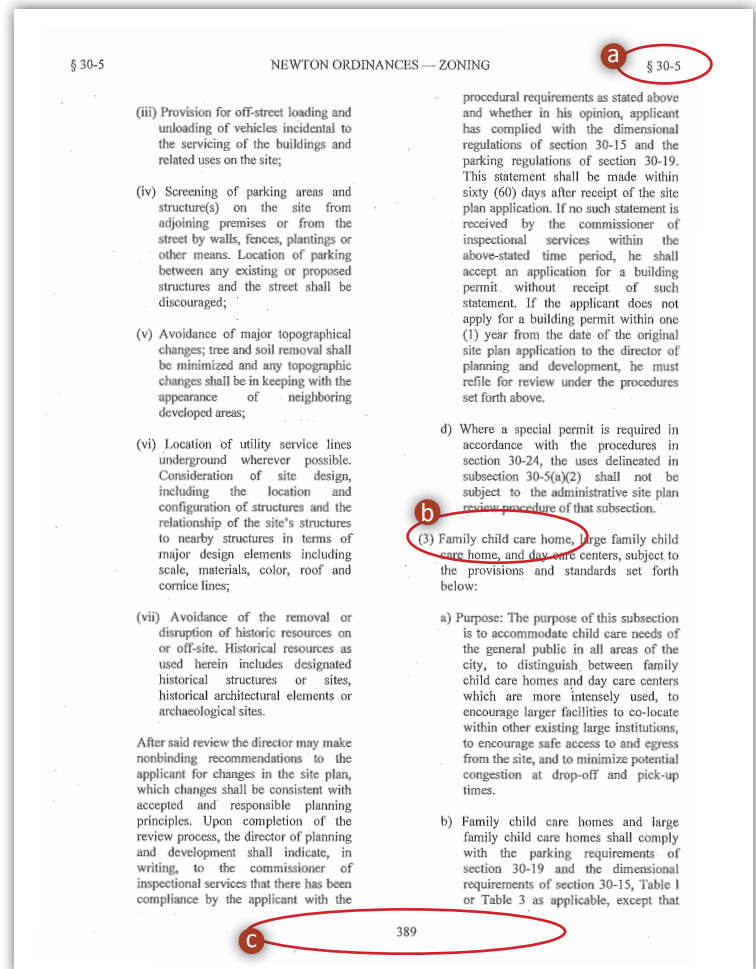 § 30-5 NEWTON ORDINANCES — ZONING a § 30-5
(iii) Provision for off-street loading and
unloading of vehicles incidental to
the servicing of the buildings and
related uses on the site;
(iv) Screening of parking areas and
structure(s) on the site from
adjoining premises or from the
street by walls, fences, plantings or
other means. Location of parking
between any existing or proposed
structures and the street shall be
discouraged;
(v) Avoidance of major topographical
changes; tree and soil removal shall
be minimized and any topographic
changes shall be in keeping with the
appearance of neighboring
developed areas;
(vi) Location of utility service lines
underground wherever possible.
Consideration of site design,
including the location and
configuration of structures and the
relationship of the site's structures
to nearby structures in terms of
major design elements including
scale, materials, color, roof and
cornice lines;
(vii) Avoidance of the removal or
disruption of historic resources on
or off-site. Historical resources as
used herein includes designated
historical structures or sites,
historical architectural elements or
archaeological sites.
After said review the director may make
nonbinding recommendations to the
applicant for changes in the site plan,
which changes shall be consistent with
accepted and responsible planning
principles. Upon completion of the
review process, the director of planning
and development shall indicate, in
writing, to the commissioner of
inspectional services that there has been
compliance by the applicant with the
procedural requirements as stated above
and whether in his opinion, applicant
has complied with the dimensional
regulations of section 30-15 and the
parking regulations of section 30-19.
This statement shall be made within
sixty (60) days after receipt of the site
plan application. If no such statement is
received by the commissioner of
inspectional services within the
above-stated time period, he shall
accept an application for a building
permit without receipt of such
statement. If the applicant does not
apply for a building permit within one
(1) year from the date of the original
site plan application to the director of
planning and development, he must
refile for review under the procedures
set forth above.
d) Where a special permit is required in
accordance with the procedures in
section 30-24, the uses delineated in
subsection 30-5(a)(2) shall not be
subject to the administrative site plan
review procedure of that subsection.
b
(3) Family child care home, large family child
care home, and day care centers, subject to
the provisions and standards set forth
below:
a) Purpose: The purpose of this subsection
is to accommodate child care needs of
the general public in all areas of the
city, to distinguish between family
child care homes and day care centers
which are more intensely used, to
encourage larger facilities to co-locate
within other existing large institutions,
to encourage safe access to and egress
from the site, and to minimize potential
congestion at drop-off and pick-up
times.
b) Family child care homes and large
family child care homes shall comply
with the parking requirements of
section 30-19 and the dimensional
requirements of section 30-15, Table 1
or Table 3 as applicable, except that
c 389